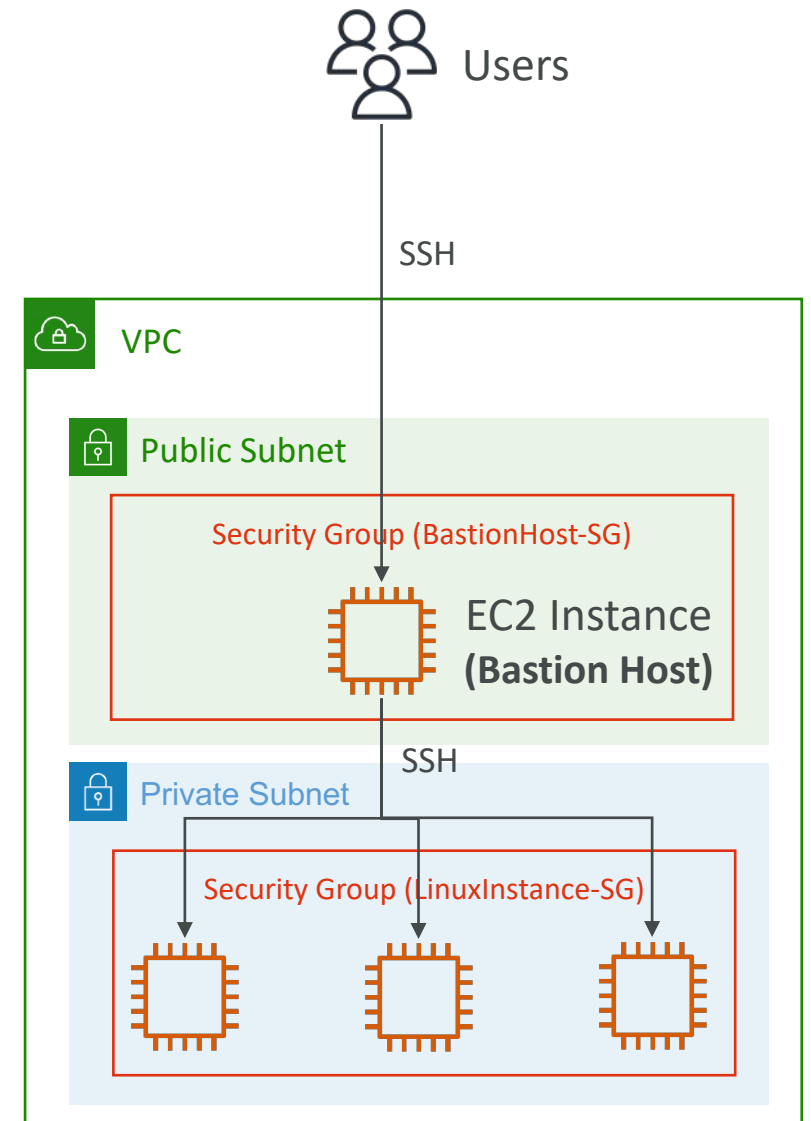 Users
SSH
VPC
Public Subnet
Security Group (BastionHost-SG)
EC2 Instance
(Bastion Host)
SSH
Private Subnet
Security Group (LinuxInstance-SG)